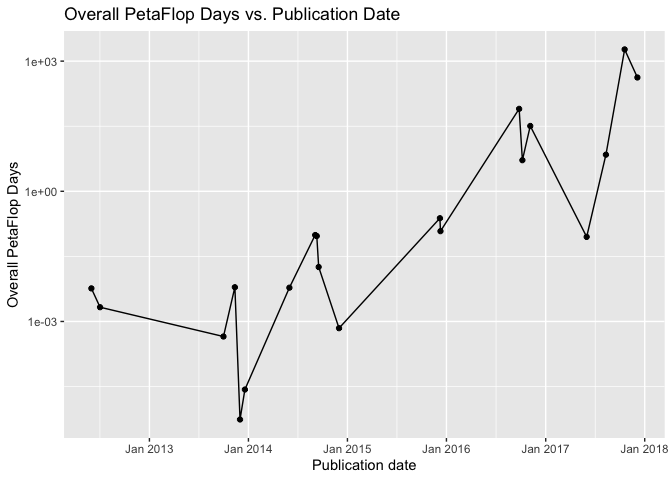 Overall PetaFlop Days vs. Publication Date
Overall PetaFlop Days
1e+03
1e+00
1e-03
Jan 2013 Jan 2014 Jan 2015 Jan 2016 Jan 2017 Jan 2018
Publication date